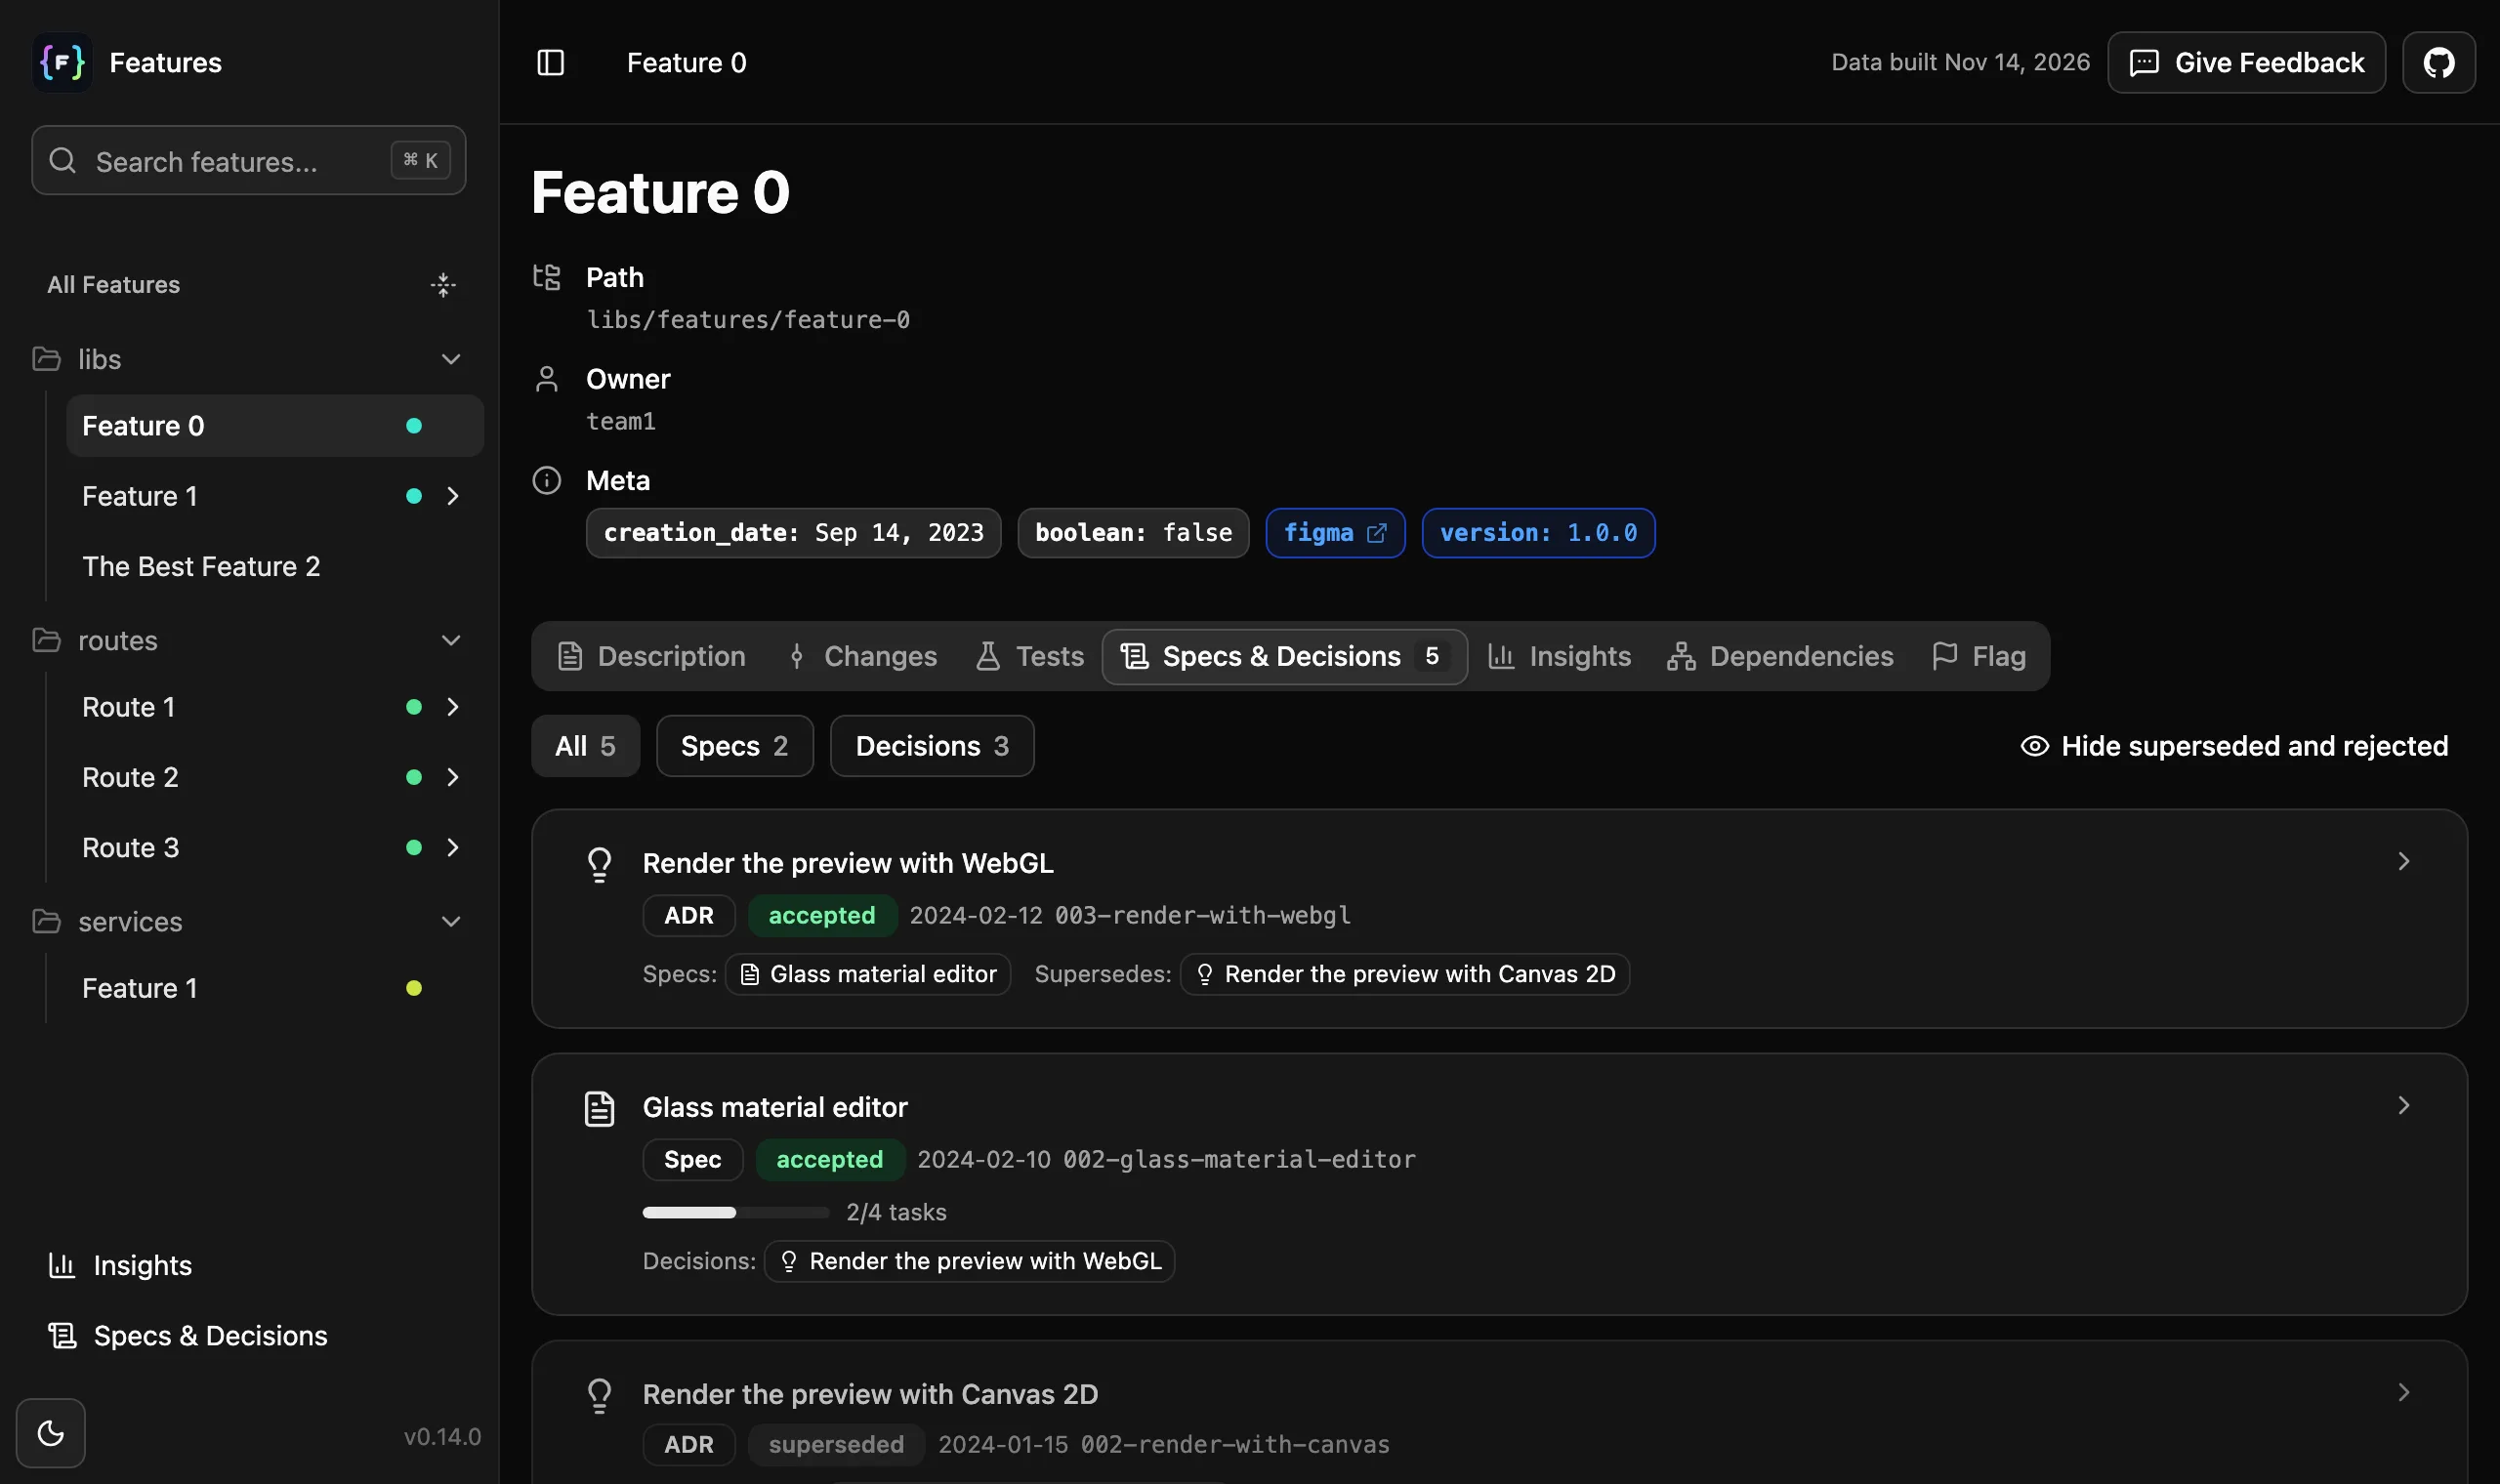 {F} Features
Search features... ⌘ K
All Features
libs
Feature 0
Feature 1
The Best Feature 2
routes
Route 1
Route 2
Route 3
services
Feature 1
Insights
Specs & Decisions
v0.14.0
Feature 0
Data built Nov 14, 2026
Give Feedback
Feature 0
Path
libs/features/feature-0
Owner
team1
Meta
creation_date: Sep 14, 2023 boolean: false figma version: 1.0.0
Description Changes Tests Specs & Decisions 5 Insights Dependencies Flag
All 5 Specs 2 Decisions 3 Hide superseded and rejected
Render the preview with WebGL
ADR accepted 2024-02-12 003-render-with-webgl
Specs: Glass material editor Supersedes: Render the preview with Canvas 2D
Glass material editor
Spec accepted 2024-02-10 002-glass-material-editor
2/4 tasks
Decisions: Render the preview with WebGL
Render the preview with Canvas 2D
ADR superseded 2024-01-15 002-render-with-canvas